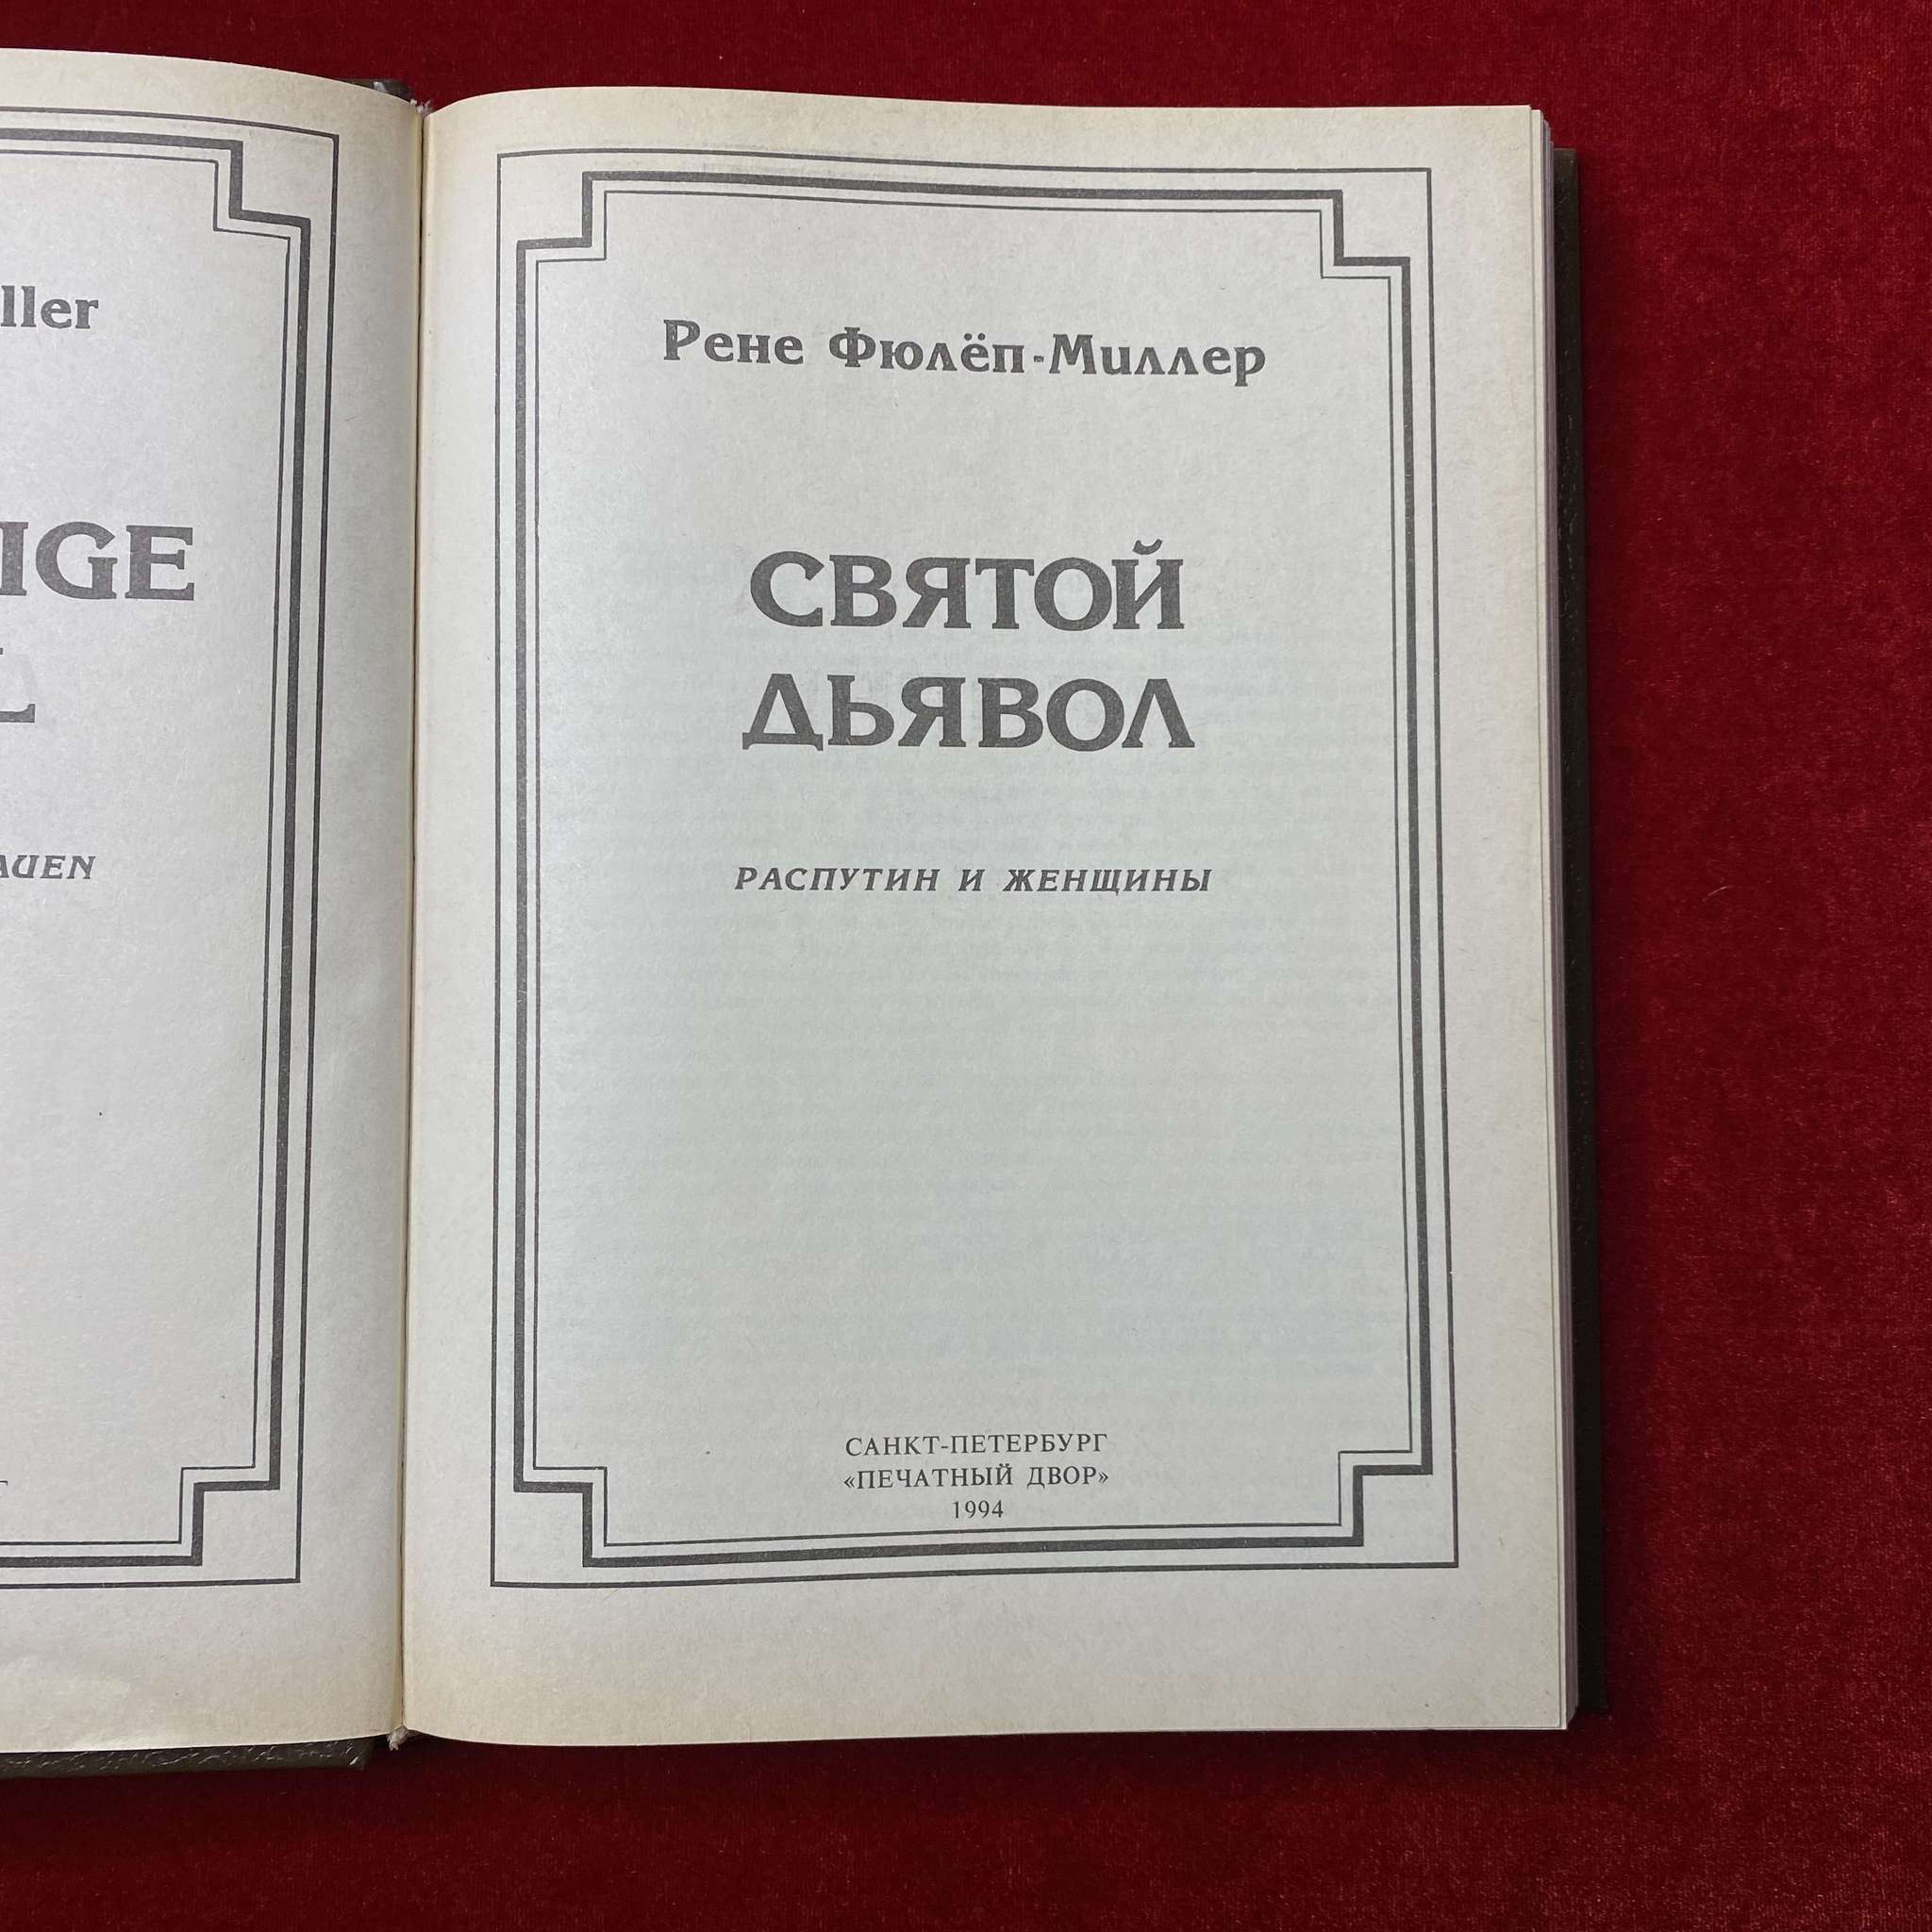 ller
IGE
L
AUEN
Г
Рене Фюлёп-Миллер
СВЯТОЙ
ДЬЯВОЛ
РАСПУТИН И ЖЕНЩИНЫ
САНКТ-ПЕТЕРБУРГ
«ПЕЧАТНЫЙ ДВОР»
1994